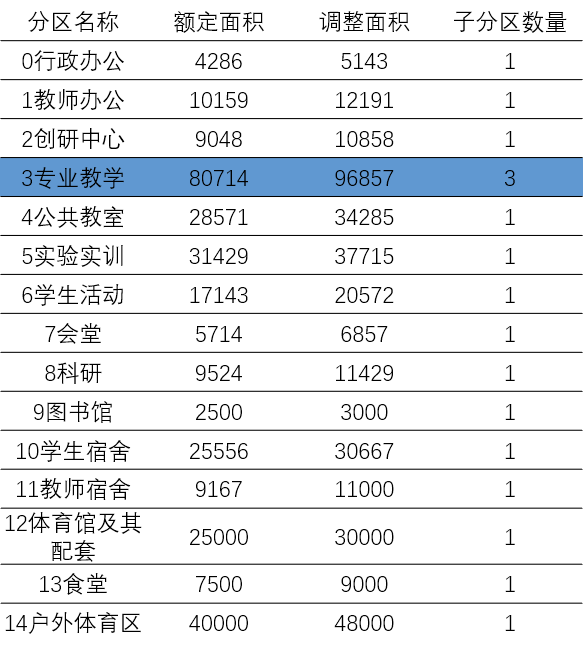 分区名称 额定面积 调整面积 子分区数量
0行政办公 4286 5143 1
1教师办公 10159 12191 1
2创研中心 9048 10858 1
3专业教学 80714 96857 3
4公共教室 28571 34285 1
5实验实训 31429 37715 1
6学生活动 17143 20572 1
7会堂 5714 6857 1
8科研 9524 11429 1
9图书馆 2500 3000 1
10学生宿舍 25556 30667 1
11教师宿舍 9167 11000 1
12体育馆及其
配套 25000 30000 1
13食堂 7500 9000 1
14户外体育区 40000 48000 1